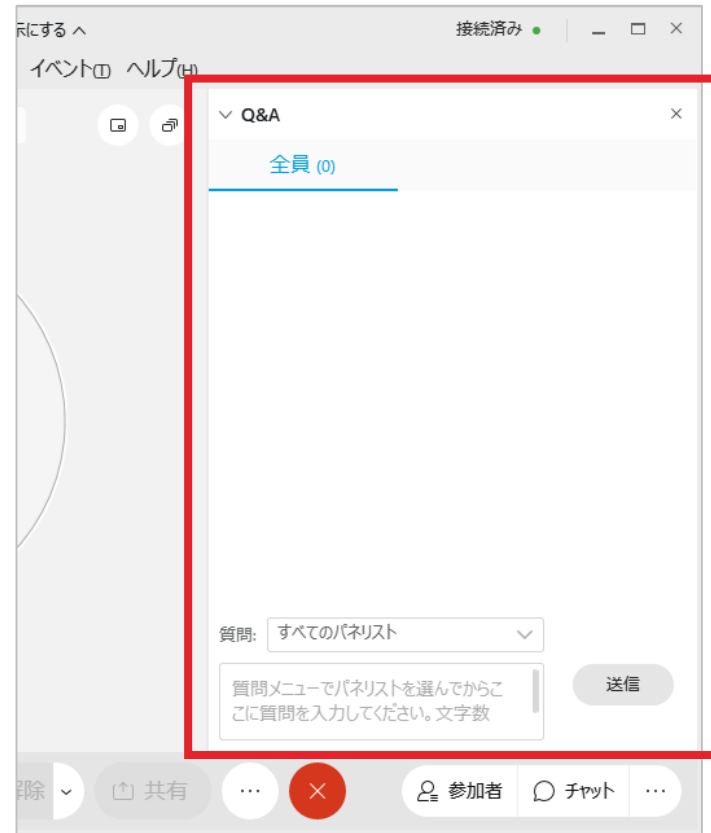 示にする
接続済み
イベント(T) ヘルプ(H)
Q&A
全員 (0)
質問: すべてのパネリスト
質問メニューでパネリストを選んでからこ
こに質問を入力してください。文字数
送信
解除 共有 … 参加者 チャット …